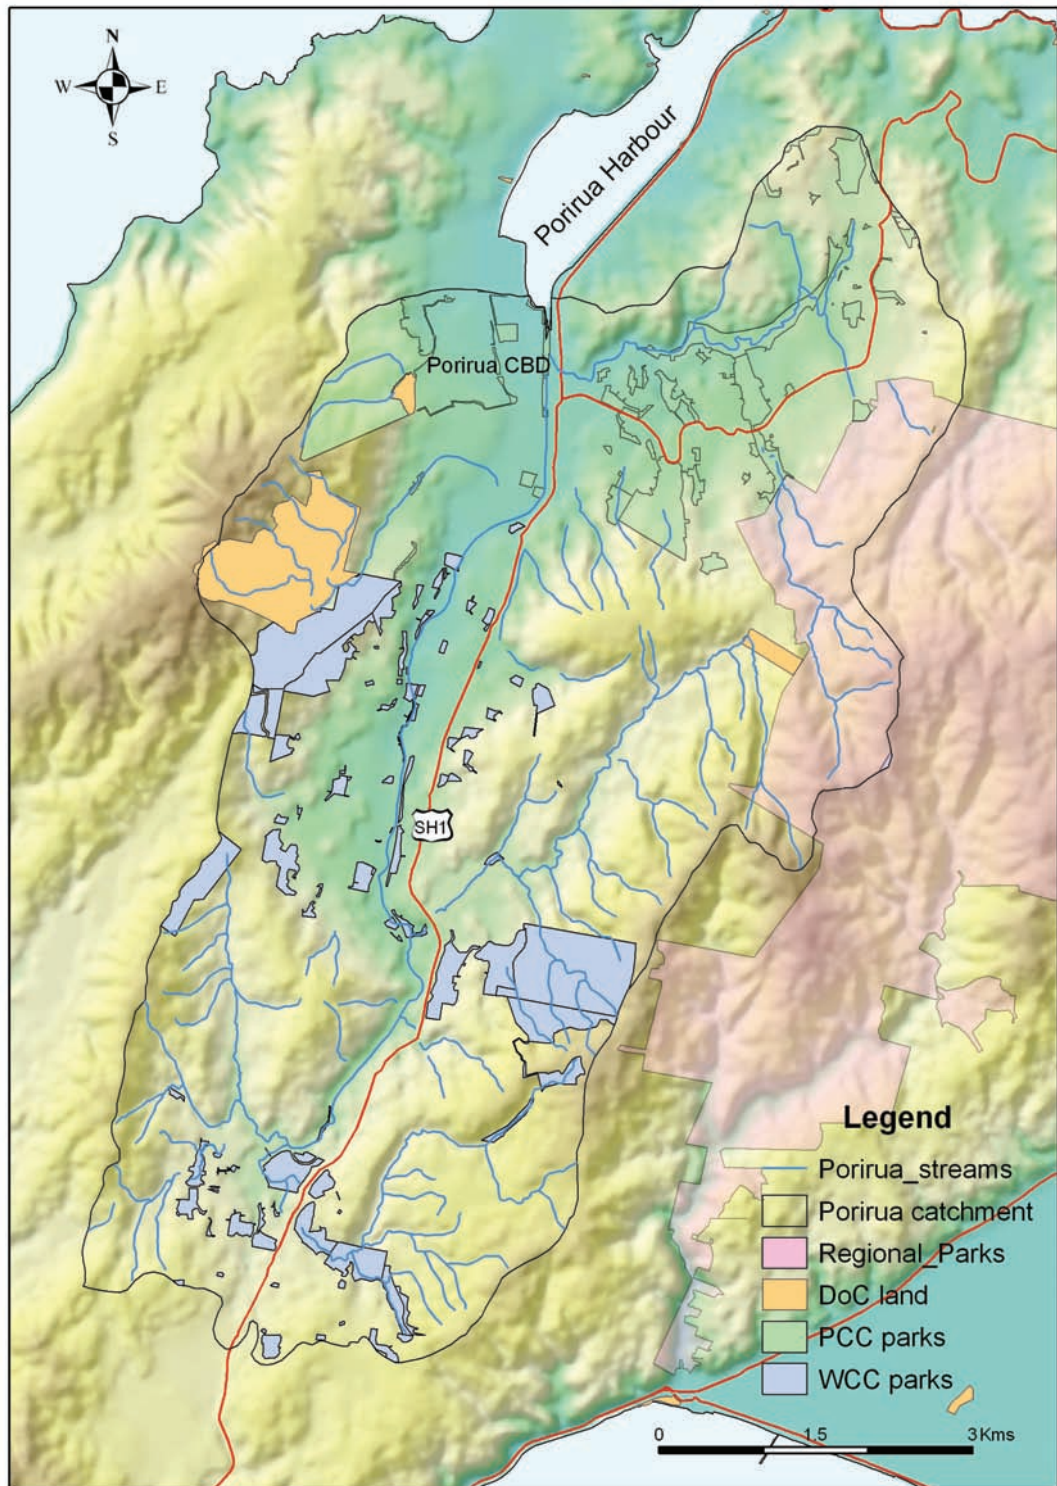 N
W E
S
Porirua Harbour
Porirua CBD
SH1
Legend
Porirua_streams
Porirua catchment
Regional_Parks
DoC land
PCC parks
WCC parks
0 1.5 3 Kms